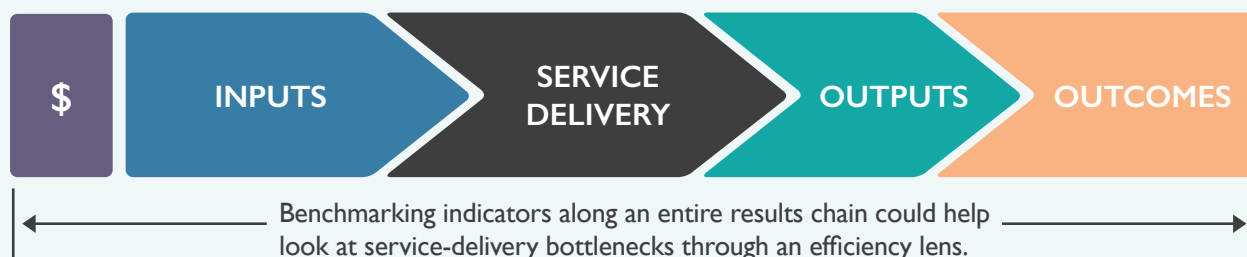 $
INPUTS
SERVICE
DELIVERY
OUTPUTS
OUTCOMES
Benchmarking indicators along an entire results chain could help
look at service-delivery bottlenecks through an efficiency lens.